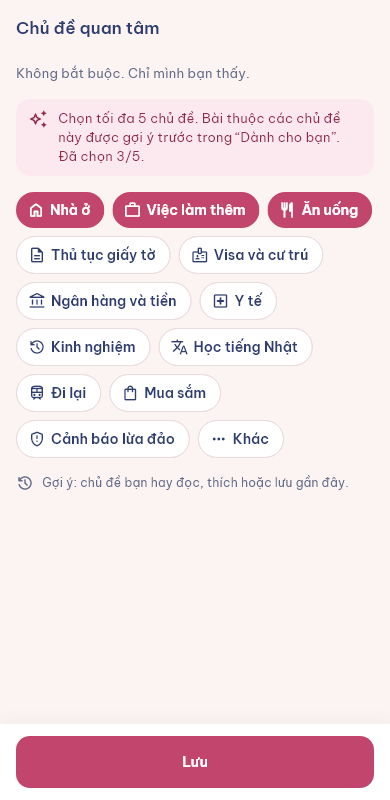 Chủ đề quan tâm
Không bắt buộc. Chỉ mình bạn thấy.
Chọn tối đa 5 chủ đề. Bài thuộc các chủ đề
này được gợi ý trước trong “Dành cho bạn”.
Đã chọn 3/5.
Nhà ở
Việc làm thêm
Ăn uống
Thủ tục giấy tờ
Visa và cư trú
Ngân hàng và tiền
Y tế
Kinh nghiệm
Học tiếng Nhật
Đi lại
Mua sắm
Cảnh báo lừa đảo
Khác
Gợi ý: chủ đề bạn hay đọc, thích hoặc lưu gần đây.
Lưu